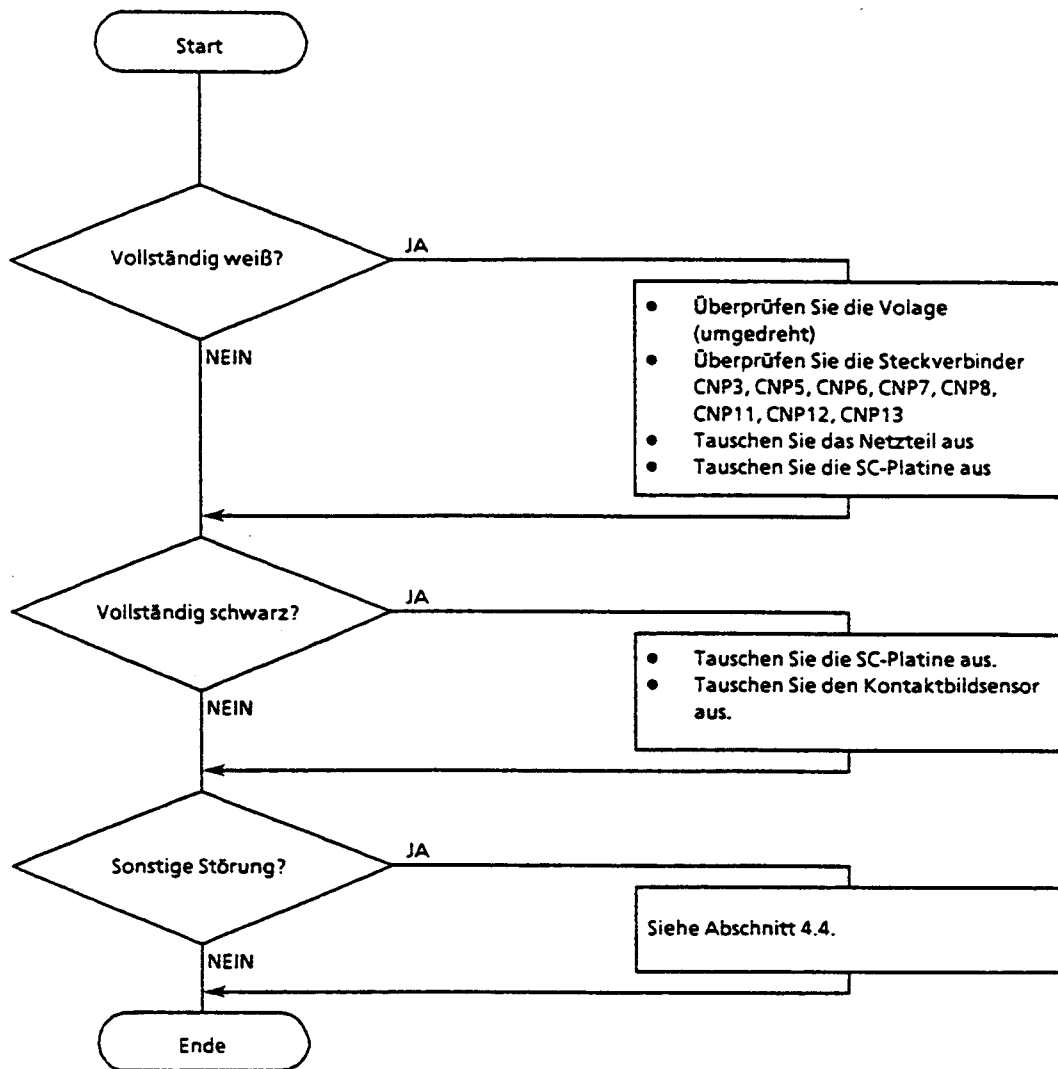 Start
Vollständig weiß?
JA
NEIN
● Überprüfen Sie die Volage
(umgedreht)
● Überprüfen Sie die Steckverbinder
CNP3, CNP5, CNP6, CNP7, CNP8,
CNP11, CNP12, CNP13
● Tauschen Sie das Netzteil aus
● Tauschen Sie die SC-Platine aus
Vollständig schwarz?
JA
NEIN
● Tauschen Sie die SC-Platine aus.
● Tauschen Sie den Kontaktbildsensor
aus.
Sonstige Störung?
JA
NEIN
Siehe Abschnitt 4.4.
Ende